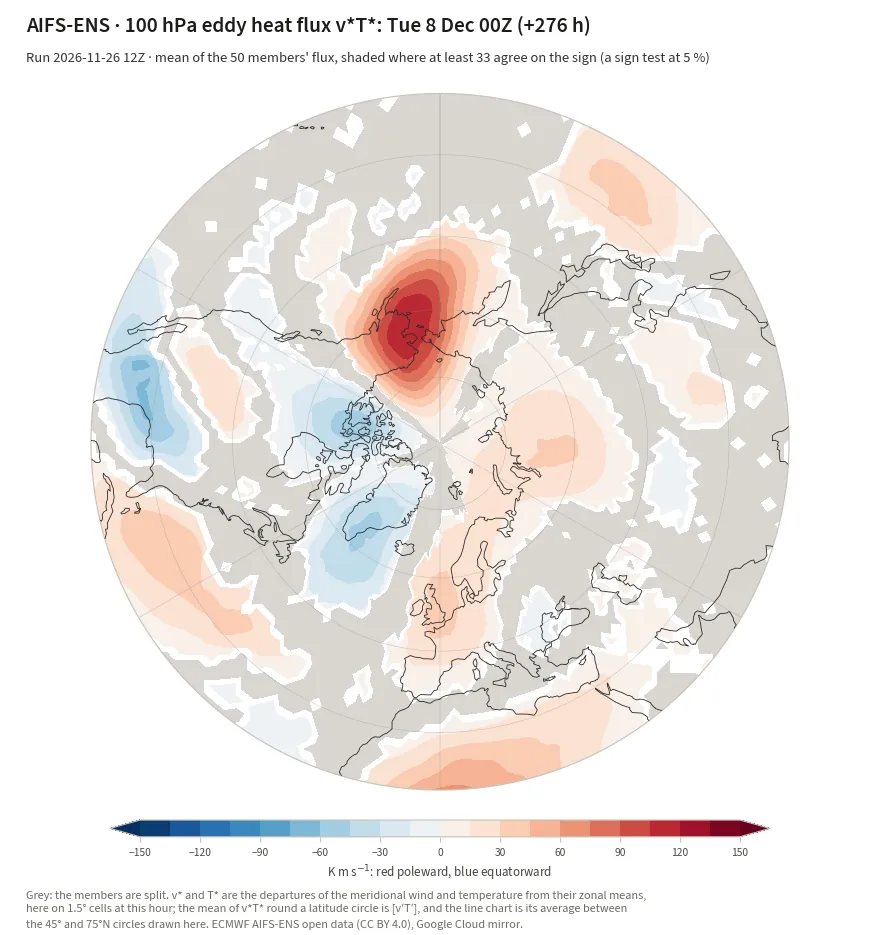 AIFS-ENS · 100 hPa eddy heat flux v*T*: Tue 8 Dec 00Z (+276 h)
Run 2026-11-26 12Z · mean of the 50 members' flux, shaded where at least 33 agree on the sign (a sign test at 5 %)
−150 −120 −90 −60 −30 0 30 60 90 120 150
K m s⁻¹: red poleward, blue equatorward
Grey: the members are split. v* and T* are the departures of the meridional wind and temperature from their zonal means,
here on 1.5° cells at this hour; the mean of v*T* round a latitude circle is [v′T′], and the line chart is its average between
the 45° and 75°N circles drawn here. ECMWF AIFS-ENS open data (CC BY 4.0), Google Cloud mirror.